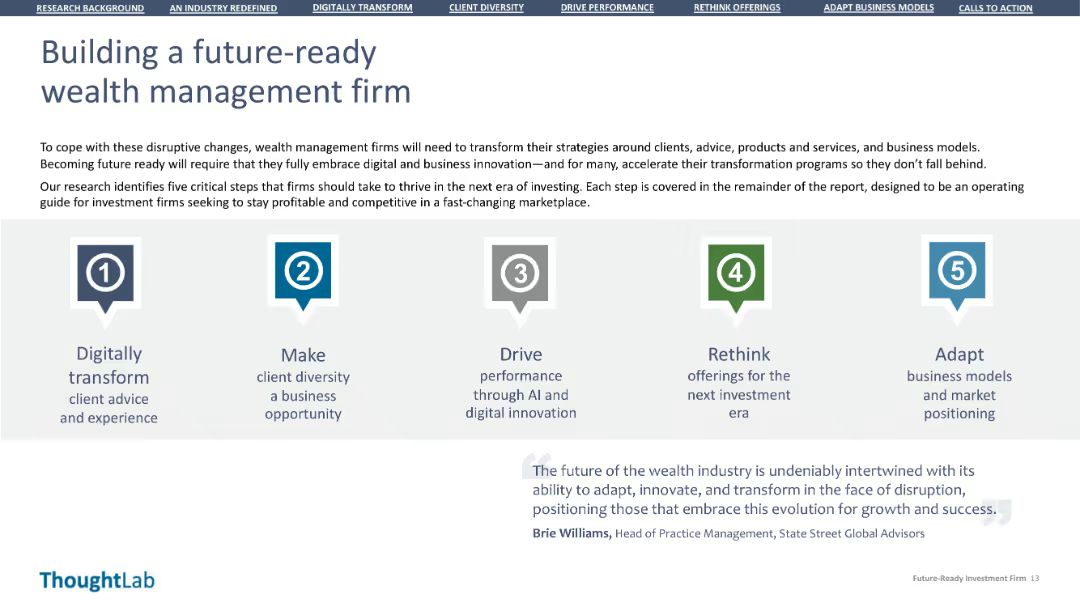 RESEARCH BACKGROUND AN INDUSTRY REDEFINED DIGITALLY TRANSFORM CLIENT DIVERSITY DRIVE PERFORMANCE RETHINK OFFERINGS ADAPT BUSINESS MODELS CALLS TO ACTION
Building a future-ready
wealth management firm
To cope with these disruptive changes, wealth management firms will need to transform their strategies around clients, advice, products and services, and business models.
Becoming future ready will require that they fully embrace digital and business innovation—and for many, accelerate their transformation programs so they don't fall behind.
Our research identifies five critical steps that firms should take to thrive in the next era of investing. Each step is covered in the remainder of the report, designed to be an operating
guide for investment firms seeking to stay profitable and competitive in a fast-changing marketplace.
1
Digitally
transform
client advice
and experience
2
Make
client diversity
a business
opportunity
3
Drive
performance
through AI and
digital innovation
4
Rethink
offerings for the
next investment
era
5
Adapt
business models
and market
positioning
“The future of the wealth industry is undeniably intertwined with its
ability to adapt, innovate, and transform in the face of disruption,
positioning those that embrace this evolution for growth and success.”
Brie Williams, Head of Practice Management, State Street Global Advisors
ThoughtLab
Future-Ready Investment Firm 13